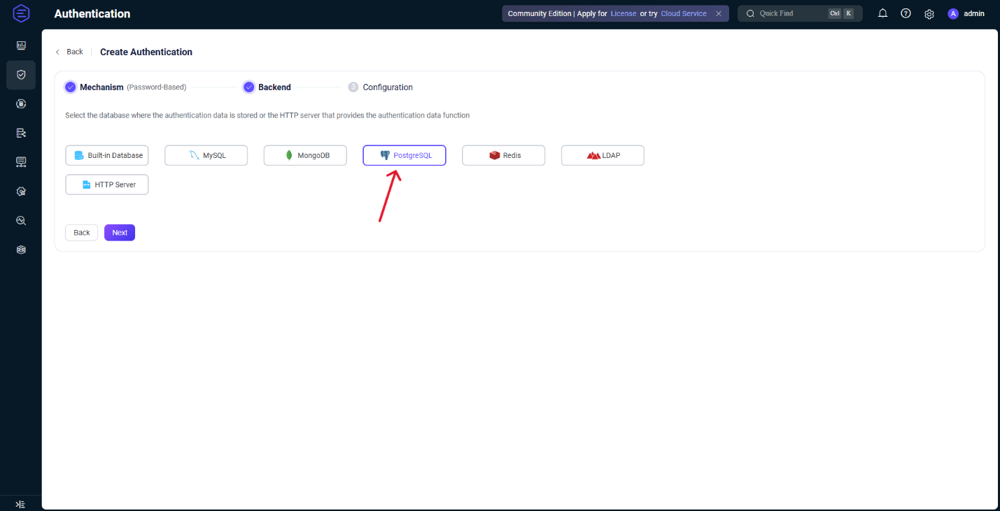 Authentication
Community Edition | Apply for License or try Cloud Service
Quick Find Ctrl K
A admin
Back | Create Authentication
Mechanism (Password-Based) Backend 3 Configuration
Select the database where the authentication data is stored or the HTTP server that provides the authentication data function
Built-in Database MySQL MongoDB PostgreSQL Redis LDAP
HTTP Server
Back Next